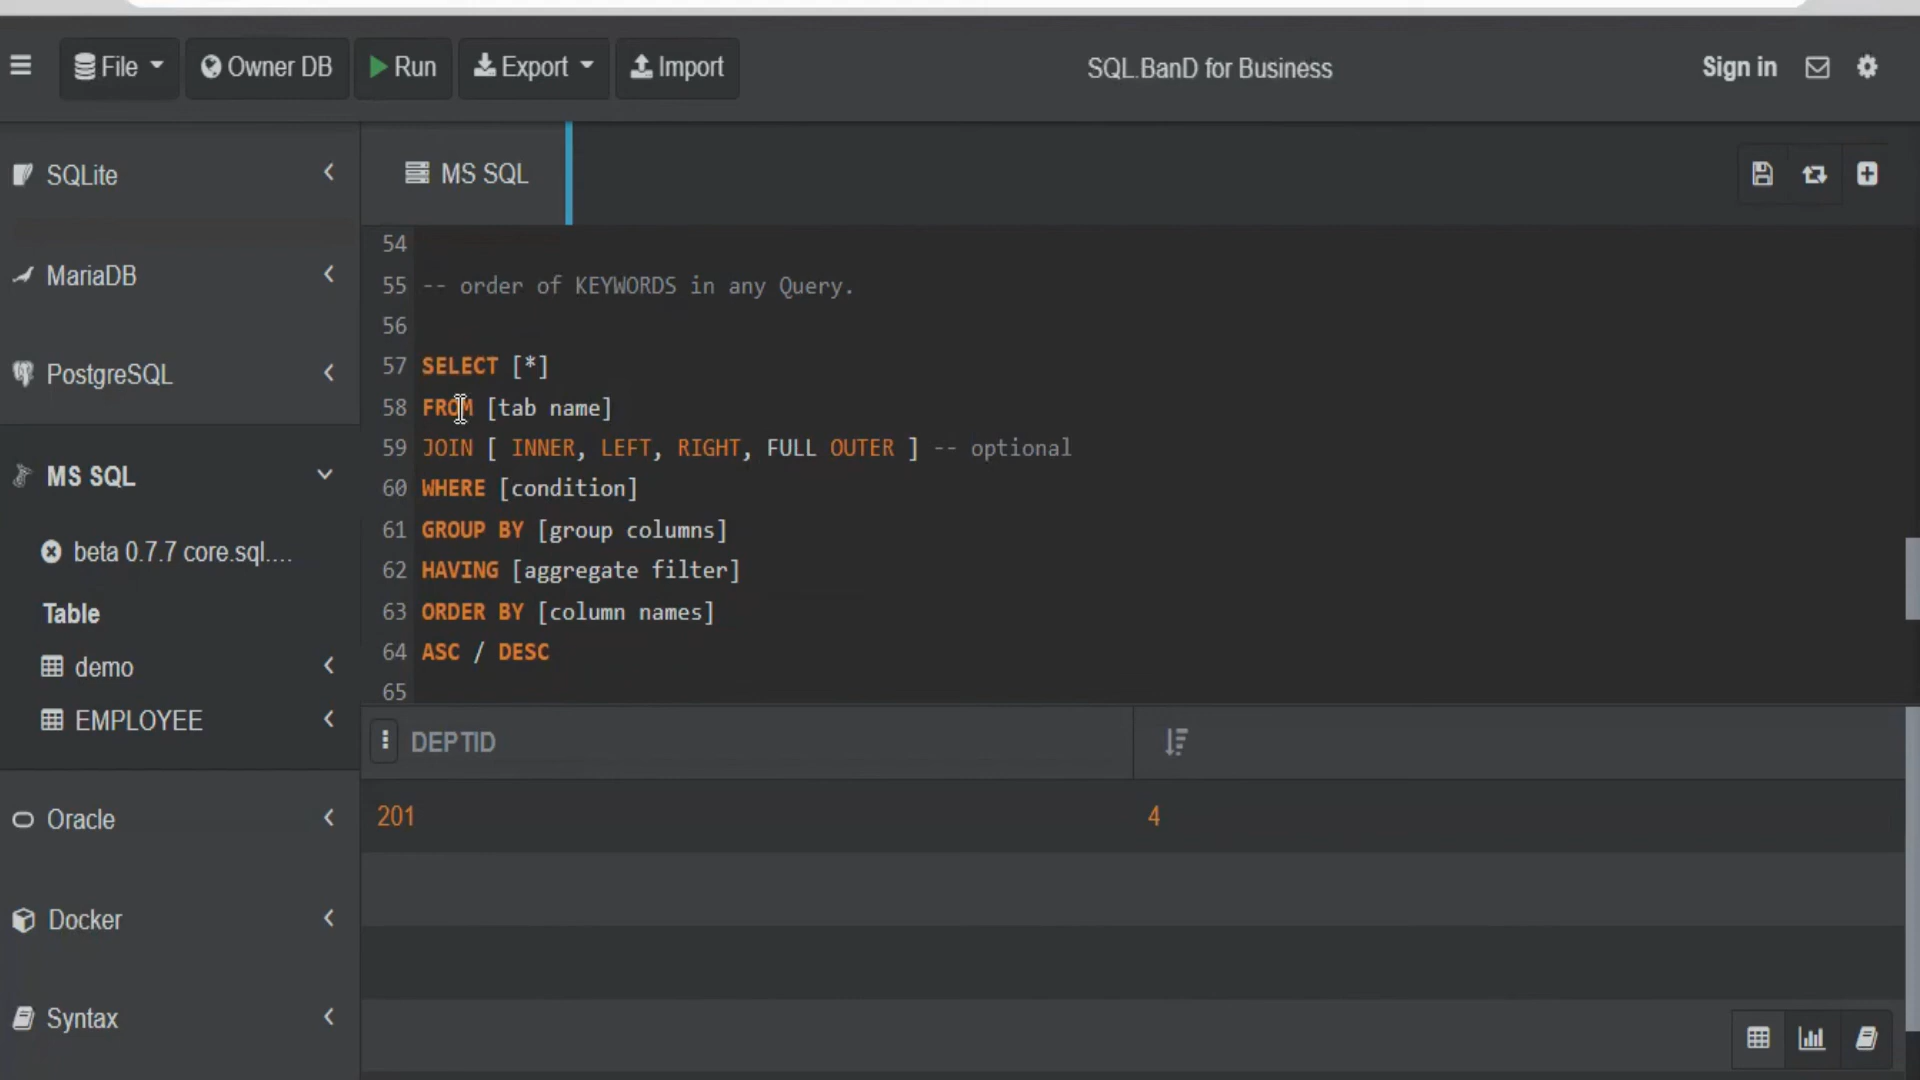 File
Owner DB
Run
Export
Import
SQL.BanD for Business
Sign in
SQLite
MariaDB
PostgreSQL
MS SQL
beta 0.7.7 core.sql....
Table
demo
EMPLOYEE
Oracle
Docker
Syntax
MS SQL
54
55 -- order of KEYWORDS in any Query.
56
57 SELECT [*]
58 FROM [tab name]
59 JOIN [ INNER, LEFT, RIGHT, FULL OUTER ] -- optional
60 WHERE [condition]
61 GROUP BY [group columns]
62 HAVING [aggregate filter]
63 ORDER BY [column names]
64 ASC / DESC
65
DEPTID
201 4